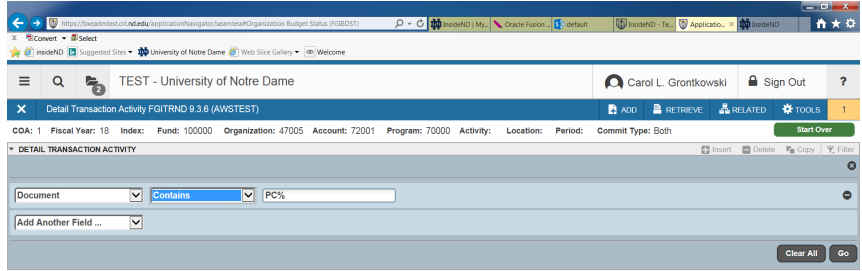 https://bxeadmtest.oit.nd.edu/applicationNavigator/seamless#Organization Budget Status (FGIBDST) InsideND | My... Oracle Fusion ... default InsideND - Te... Applicatio... × InsideND
x Convert Select
insideND Suggested Sites University of Notre Dame Web Slice Gallery Welcome
2 TEST - University of Notre Dame Carol L. Grontkowski Sign Out ?
X Detail Transaction Activity FGITRND 9.3.6 (AWSTEST) ADD RETRIEVE RELATED TOOLS 1
COA: 1 Fiscal Year: 18 Index: Fund: 100000 Organization: 47005 Account: 72001 Program: 70000 Activity: Location: Period: Commit Type: Both Start Over
DETAIL TRANSACTION ACTIVITY Insert Delete Copy Filter
Document Contains PC%
Add Another Field ...
Clear All Go